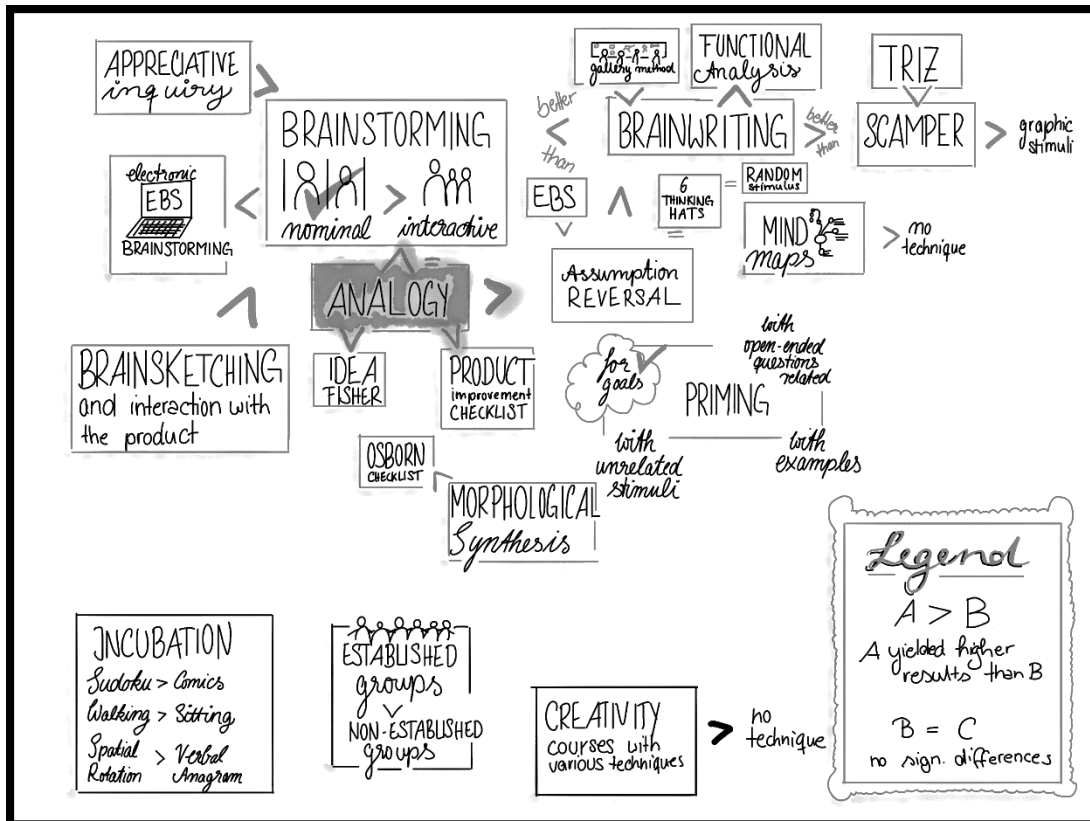 APPRECIATIVE
inquiry
>
BRAINSTORMING
nominal > interactive
<
electronic
EBS
BRAINSTORMING
gallery method
FUNCTIONAL
Analysis
better
<
than
BRAINWRITING
better
>
than
TRIZ
SCAMPER
>
graphic
stimuli
EBS
6
THINKING
HATS
=
RANDOM
stimulus
MIND
maps
>
no
technique
=
Assumption
REVERSAL
=
ANALOGY
>
IDEA
FISHER
PRODUCT
improvement
CHECKLIST
BRAINSKETCHING
and interaction with
the product
OSBORN
CHECKLIST
MORPHOLOGICAL
Synthesis
for
goals
PRIMING
with
open-ended
questions
related
with
unrelated
stimuli
with
examples
INCUBATION
Sudoku > Comics
Walking > Sitting
Spatial > Verbal
Rotation Anagram
ESTABLISHED
groups
NON-ESTABLISHED
groups
CREATIVITY
courses with
various techniques
>
no
technique
Legend
A > B
A yielded higher
results than B
B = C
no sign. differences